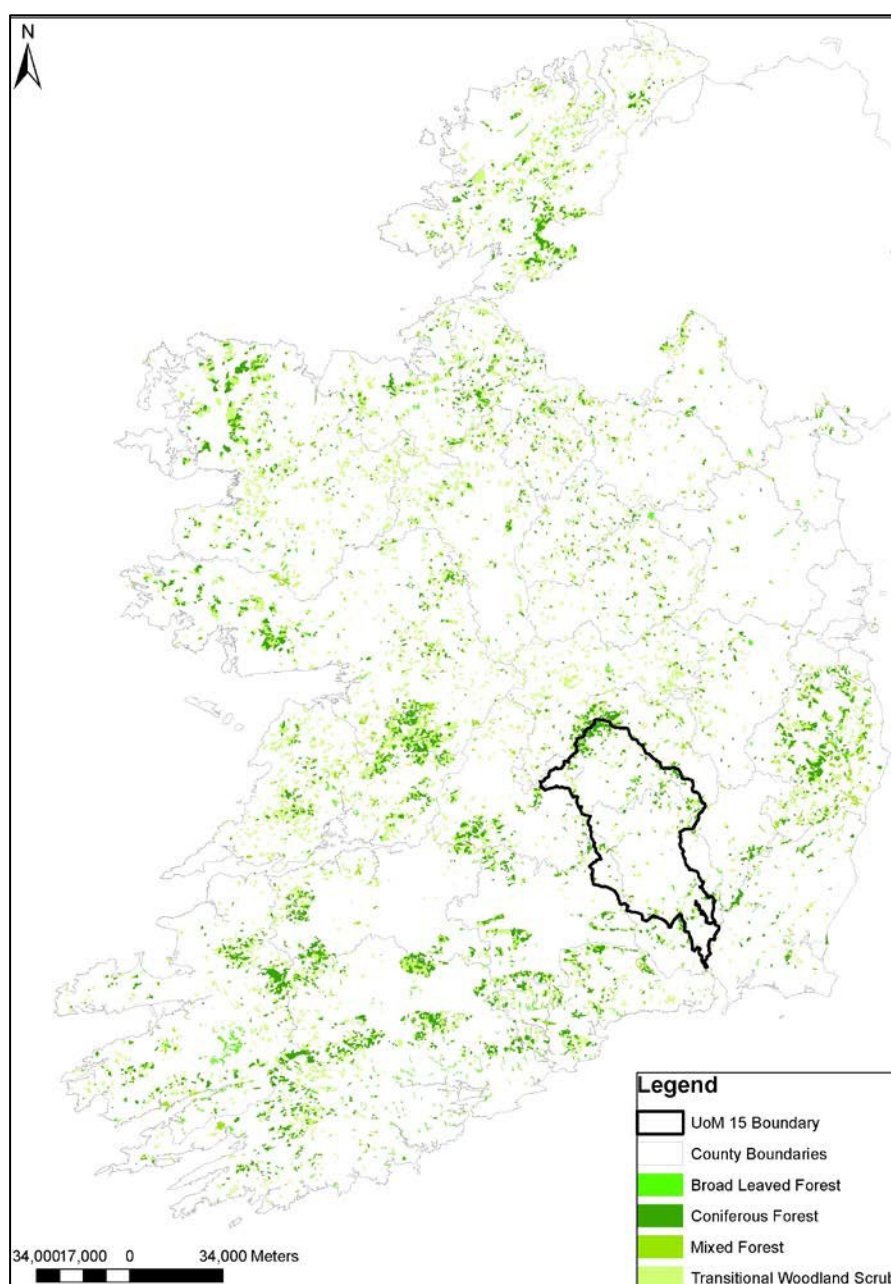 N
Legend
UoM 15 Boundary
County Boundaries
Broad Leaved Forest
Coniferous Forest
Mixed Forest
Transitional Woodland Scrub
34,00017,000 0 34,000 Meters